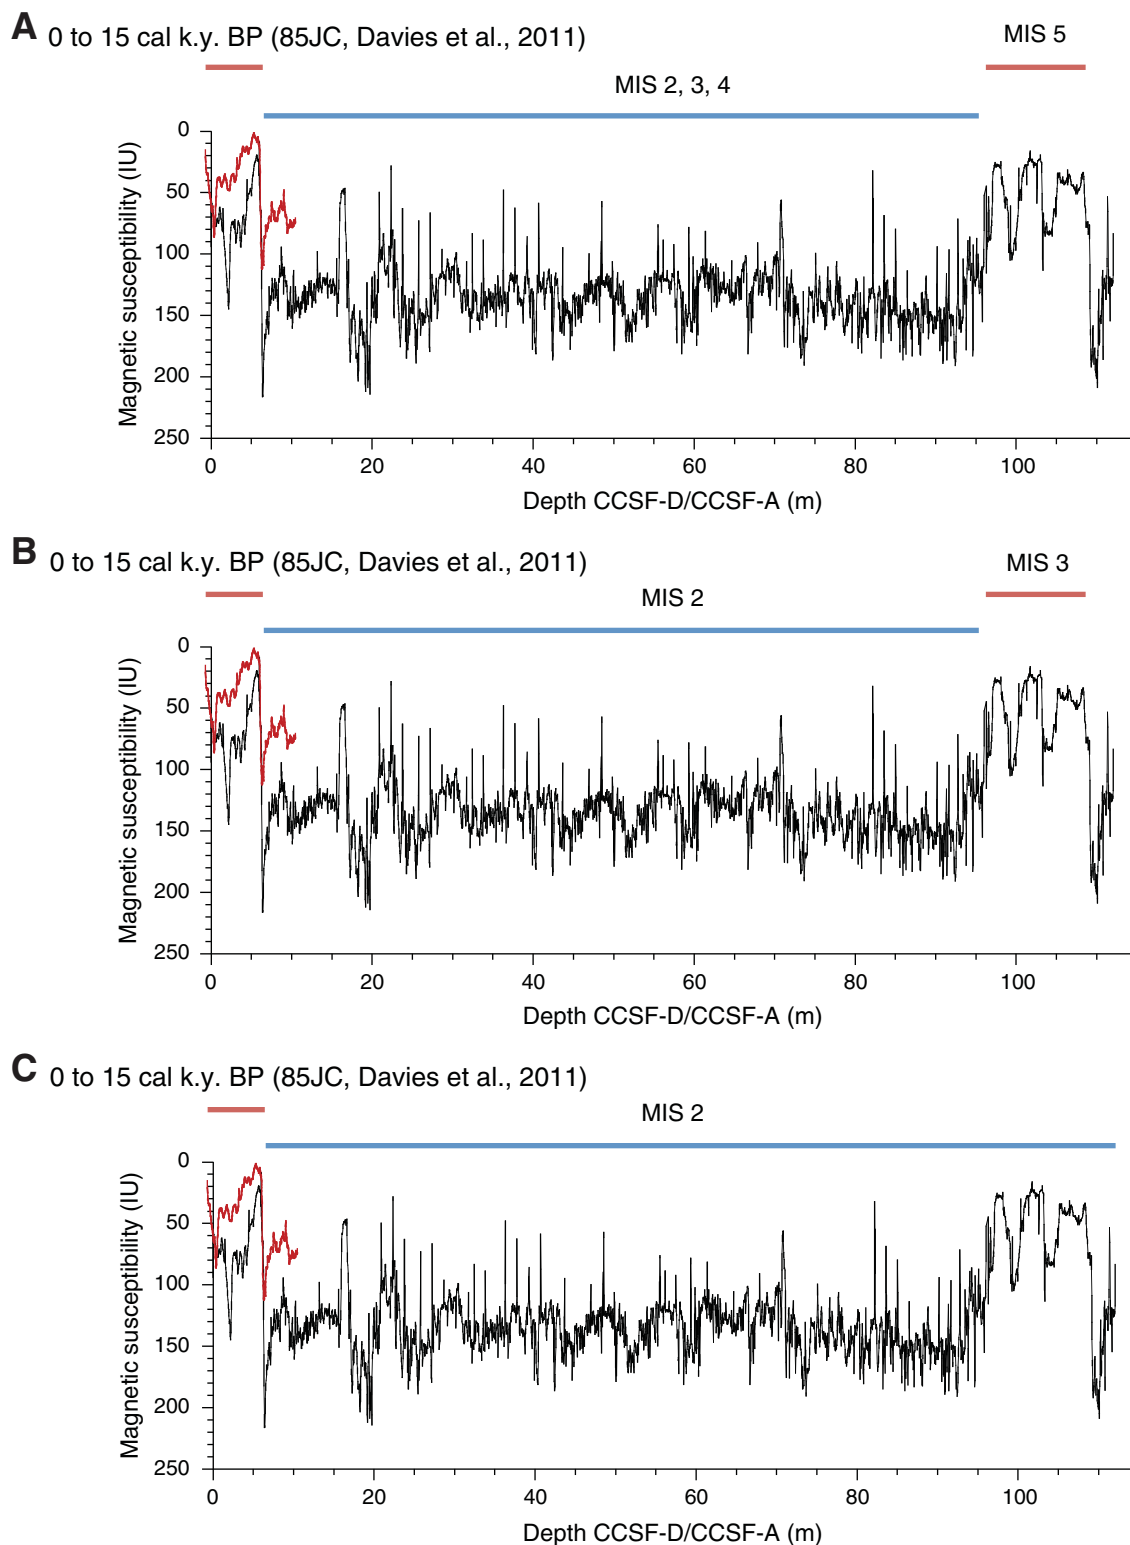 A 0 to 15 cal k.y. BP (85JC, Davies et al., 2011)
MIS 5
MIS 2, 3, 4
Magnetic susceptibility (IU)
0
50
100
150
200
250
0 20 40 60 80 100
Depth CCSF-D/CCSF-A (m)
B 0 to 15 cal k.y. BP (85JC, Davies et al., 2011)
MIS 3
MIS 2
Magnetic susceptibility (IU)
0
50
100
150
200
250
0 20 40 60 80 100
Depth CCSF-D/CCSF-A (m)
C 0 to 15 cal k.y. BP (85JC, Davies et al., 2011)
MIS 2
Magnetic susceptibility (IU)
0
50
100
150
200
250
0 20 40 60 80 100
Depth CCSF-D/CCSF-A (m)